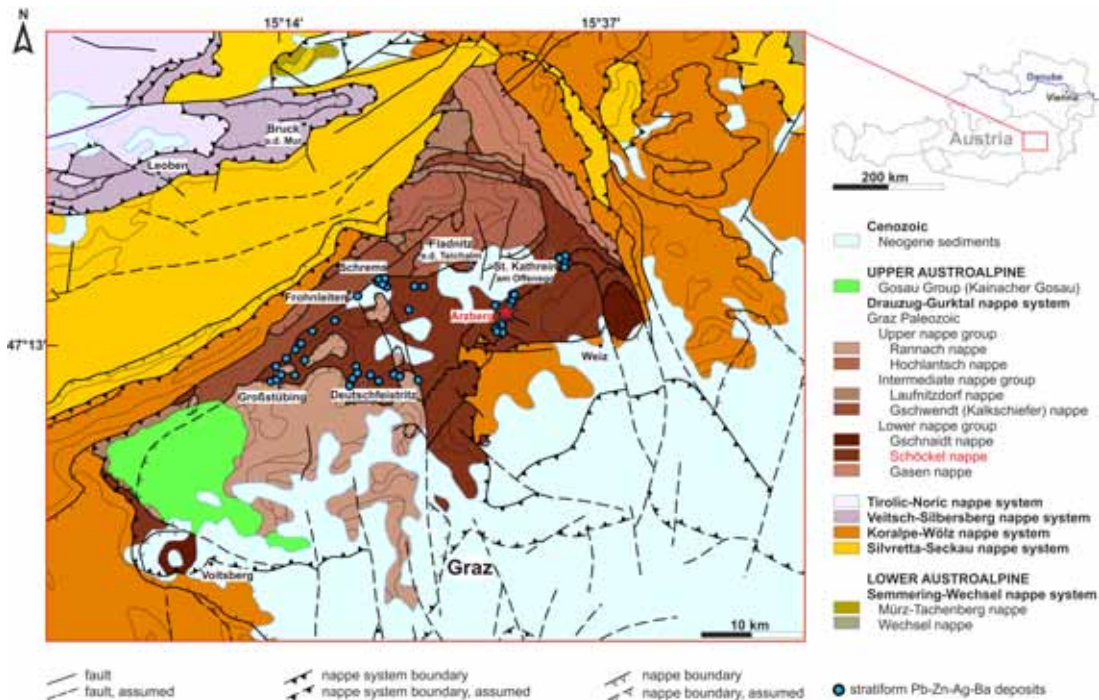 N
15°14'
15°37'
47°13'
Bruck
a.d. Mur
Leoben
Fladnitz
a.d. Teichalm
Schrems
St. Kathrein
am Offenegg
Frohnleiten
Arzberg
Weiz
Großstübing
Deutschfeistritz
Voitsberg
Graz
10 km
Danube
Vienna
Austria
200 km
Cenozoic
Neogene sediments
UPPER AUSTROALPINE
Gosau Group (Kainacher Gosau)
Drauzug-Gurktal nappe system
Graz Paleozoic
Upper nappe group
Rannach nappe
Hochlantsch nappe
Intermediate nappe group
Laufnitzdorf nappe
Gschwendt (Kalkschiefer) nappe
Lower nappe group
Gschnaidt nappe
Schöckel nappe
Gasen nappe
Tirolic-Noric nappe system
Veitsch-Silbersberg nappe system
Koralpe-Wölz nappe system
Silvretta-Seckau nappe system
LOWER AUSTROALPINE
Semmering-Wechsel nappe system
Mürz-Tachenberg nappe
Wechsel nappe
fault
fault, assumed
nappe system boundary
nappe system boundary, assumed
nappe boundary
nappe boundary, assumed
stratiform Pb-Zn-Ag-Ba deposits